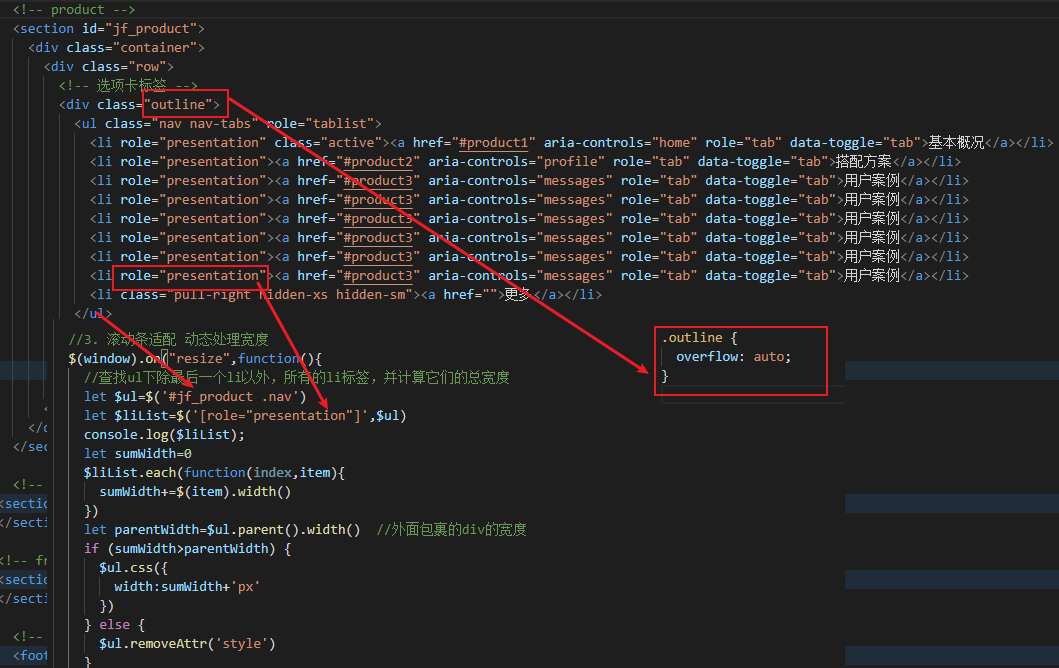 <!-- product -->
<section id="jf_product">
<div class="container">
<div class="row">
<!-- 选项卡标签 -->
<div class="outline">
<ul class="nav nav-tabs" role="tablist">
<li role="presentation" class="active"><a href="#product1" aria-controls="home" role="tab" data-toggle="tab">基本概况</a></li>
<li role="presentation"><a href="#product2" aria-controls="profile" role="tab" data-toggle="tab">搭配方案</a></li>
<li role="presentation"><a href="#product3" aria-controls="messages" role="tab" data-toggle="tab">用户案例</a></li>
<li role="presentation"><a href="#product3" aria-controls="messages" role="tab" data-toggle="tab">用户案例</a></li>
<li role="presentation"><a href="#product3" aria-controls="messages" role="tab" data-toggle="tab">用户案例</a></li>
<li role="presentation"><a href="#product3" aria-controls="messages" role="tab" data-toggle="tab">用户案例</a></li>
<li role="presentation"><a href="#product3" aria-controls="messages" role="tab" data-toggle="tab">用户案例</a></li>
<li role="presentation"><a href="#product3" aria-controls="messages" role="tab" data-toggle="tab">用户案例</a></li>
<li class="pull-right hidden-xs hidden-sm"><a href="">更多</a></li>
</ul>
//3. 滚动条适配 动态处理宽度
$(window).on("resize",function(){
//查找ul下除最后一个li以外，所有的li标签，并计算它们的总宽度
let $ul=$('#jf_product .nav')
let $liList=$('[role="presentation"]',$ul)
console.log($liList);
let sumWidth=0
$liList.each(function(index,item){
sumWidth+=$(item).width()
})
let parentWidth=$ul.parent().width() //外面包裹的div的宽度
if (sumWidth>parentWidth) {
$ul.css({
width:sumWidth+'px'
})
} else {
$ul.removeAttr('style')
}
.outline {
overflow: auto;
}
</sec
<!--
<sectio
</secti
<!-- fr
<sectio
</secti
<!--
<foot